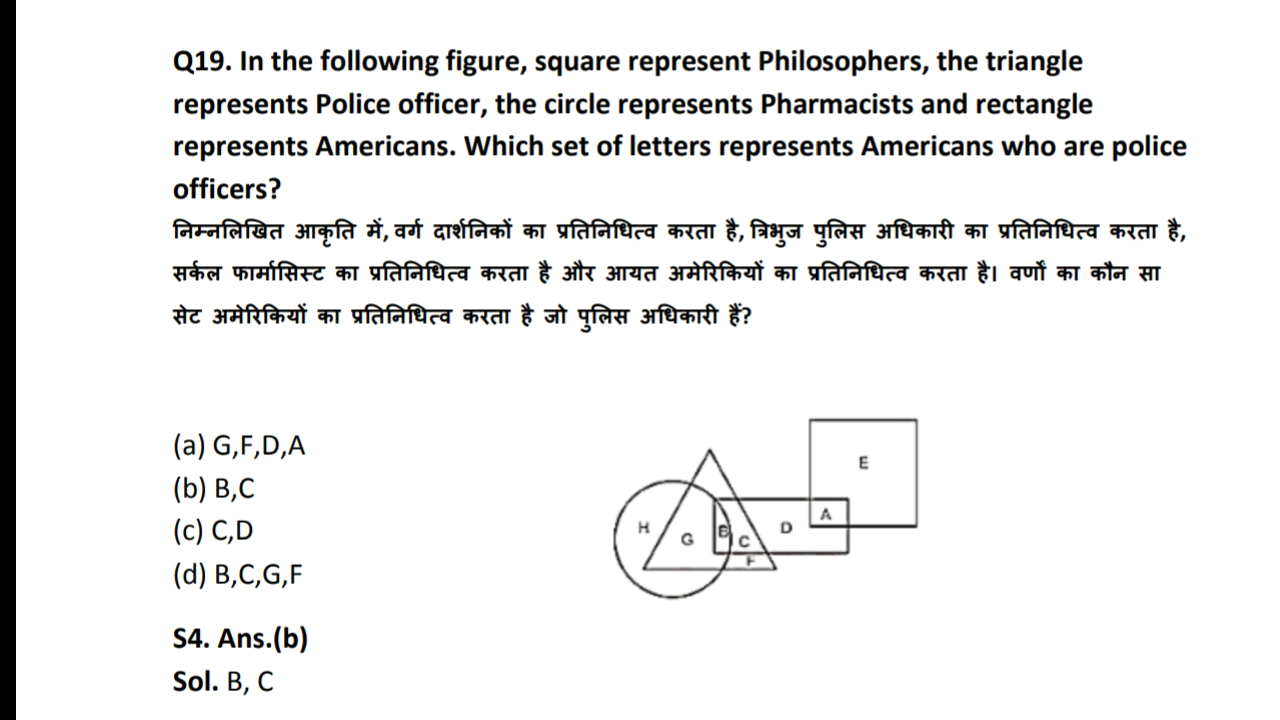 Q19. In the following figure, square represent Philosophers, the triangle
represents Police officer, the circle represents Pharmacists and rectangle
represents Americans. Which set of letters represents Americans who are police
officers?
निम्नलिखित आकृति में, वर्ग दार्शनिकों का प्रतिनिधित्व करता है, त्रिभुज पुलिस अधिकारी का प्रतिनिधित्व करता है,
सर्कल फार्मासिस्ट का प्रतिनिधित्व करता है और आयत अमेरिकियों का प्रतिनिधित्व करता है। वर्णों का कौन सा
सेट अमेरिकियों का प्रतिनिधित्व करता है जो पुलिस अधिकारी हैं?
(a) G,F,D,A
(b) B,C
(c) C,D
(d) B,C,G,F
E
A
H
G
B
C
D
F
S4. Ans.(b)
Sol. B, C